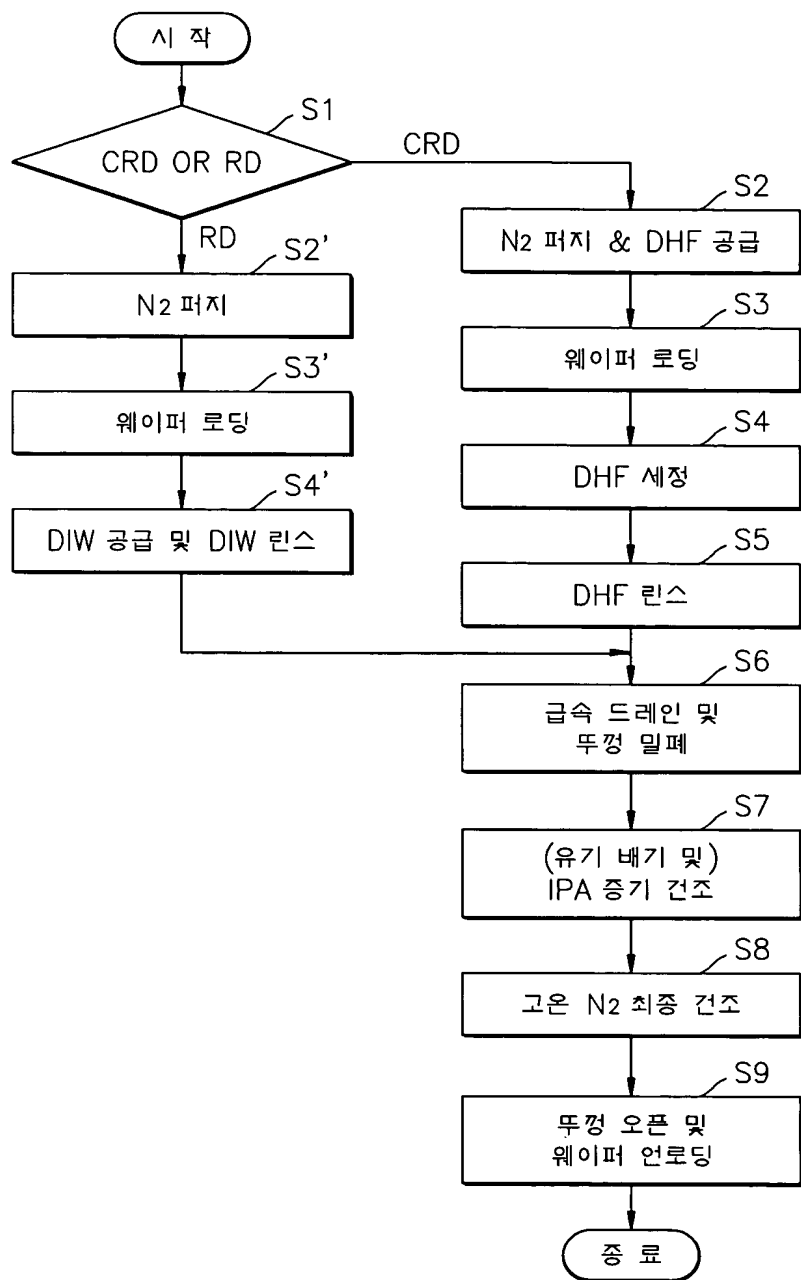 시 작
S1
CRD OR RD
CRD
RD
S2
N2 퍼지 & DHF 공급
S2'
N2 퍼지
S3
웨이퍼 로딩
S3'
웨이퍼 로딩
S4
DHF 세정
S4'
DIW 공급 및 DIW 린스
S5
DHF 린스
S6
급속 드레인 및
뚜껑 밀폐
S7
(유기 배기 및)
IPA 증기 건조
S8
고온 N2 최종 건조
S9
뚜껑 오픈 및
웨이퍼 언로딩
종 료